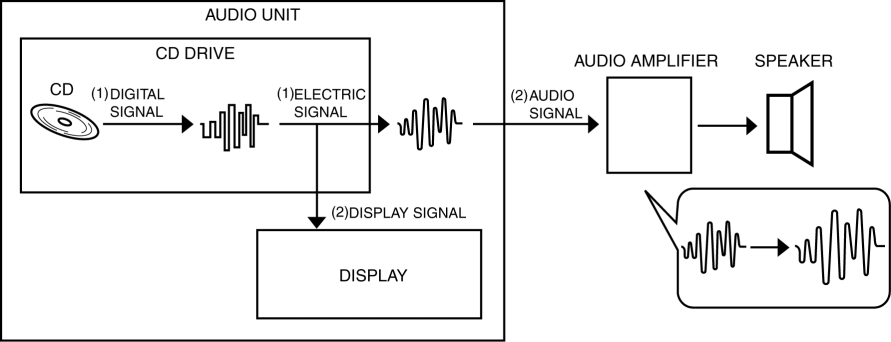 AUDIO UNIT
CD DRIVE
CD
(1)DIGITAL
SIGNAL
(1)ELECTRIC
SIGNAL
(2)AUDIO
SIGNAL
AUDIO AMPLIFIER
SPEAKER
(2)DISPLAY SIGNAL
DISPLAY